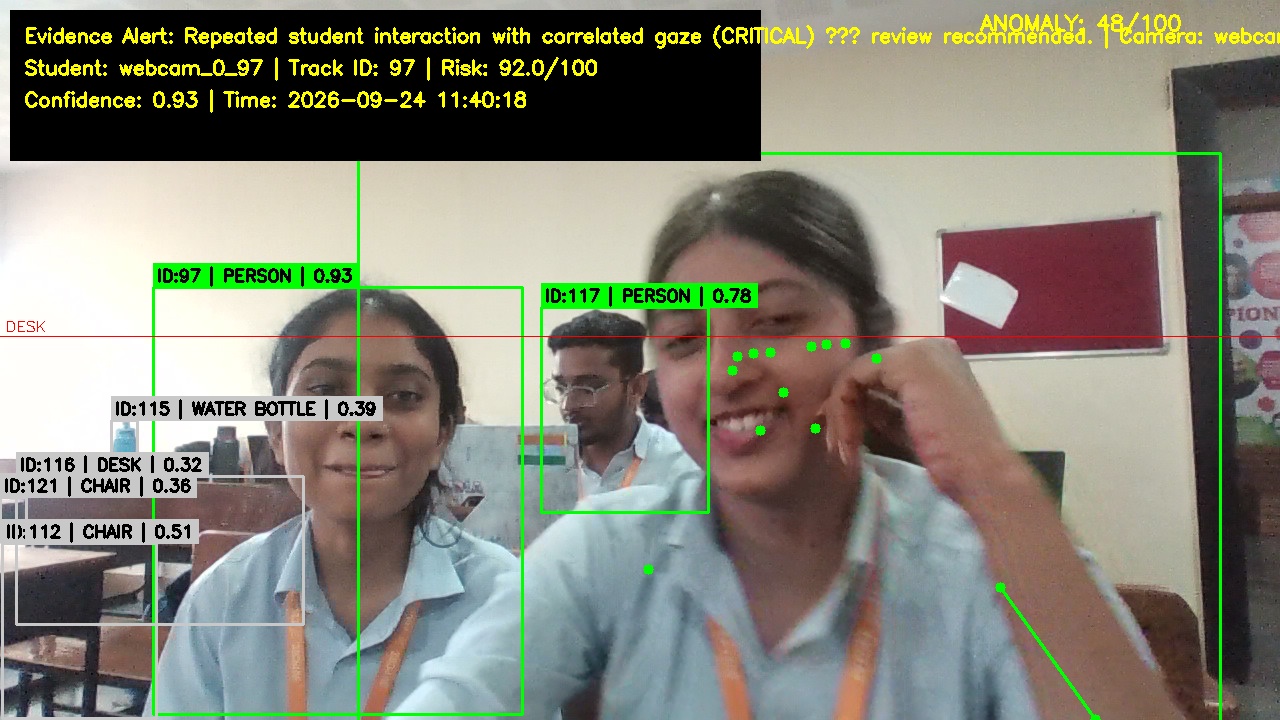 ANOMALY: 48/100
Evidence Alert: Repeated student interaction with correlated gaze (CRITICAL) ??? review recommended. | Camera: webcam
Student: webcam_0_97 | Track ID: 97 | Risk: 92.0/100
Confidence: 0.93 | Time: 2026-09-24 11:40:18
ID:97 | PERSON | 0.93
ID:117 | PERSON | 0.78
DESK
ID:115 | WATER BOTTLE | 0.39
ID:116 | DESK | 0.32
ID:121 | CHAIR | 0.36
ID:112 | CHAIR | 0.51
PION